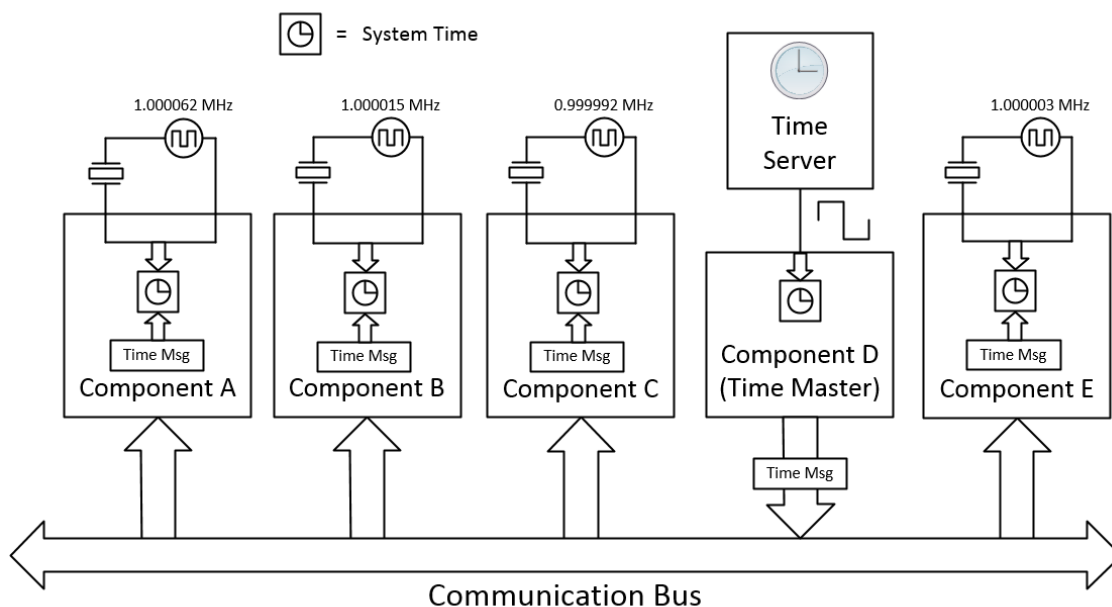 = System Time
1.000062 MHz
1.000015 MHz
0.999992 MHz
1.000003 MHz
Time
Server
Time Msg
Component A
Time Msg
Component B
Time Msg
Component C
Component D
(Time Master)
Time Msg
Component E
Time Msg
Communication Bus